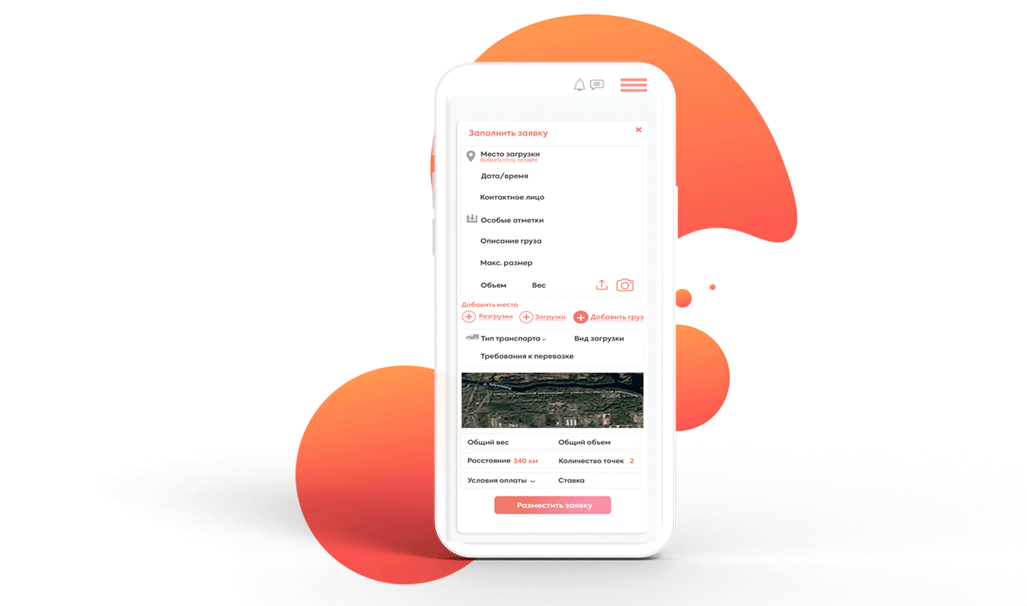 Заполнить заявку
Место загрузки
Выбрать точку на карте
Дата/время
Контактное лицо
Особые отметки
Описание груза
Макс. размер
Объем Вес
Добавить место
Разгрузки Загрузки Добавить груз
Тип транспорта Вид загрузки
Требования к перевозке
Общий вес Общий объем
Расстояние 340 км Количество точек 2
Условия оплаты Ставка
Разместить заявку